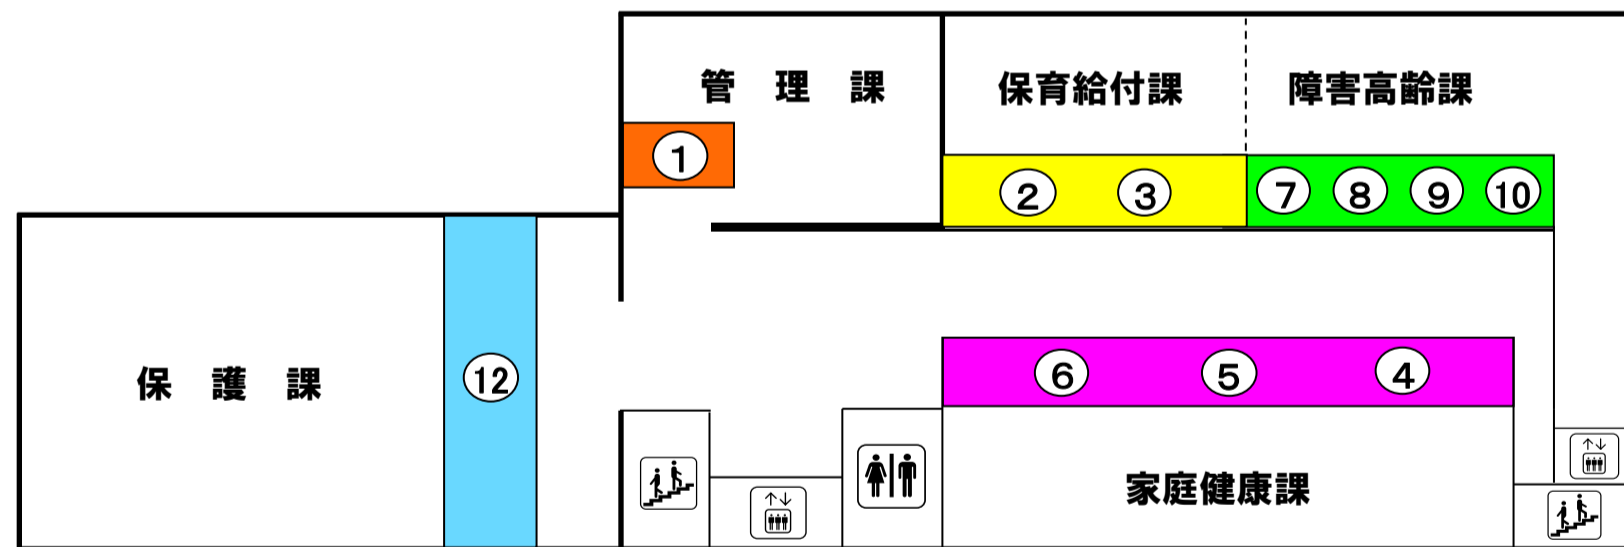 管 理 課
保育給付課
障害高齢課
①
② ③
⑦ ⑧ ⑨ ⑩
保 護 課
⑫
⑥ ⑤ ④
家庭健康課